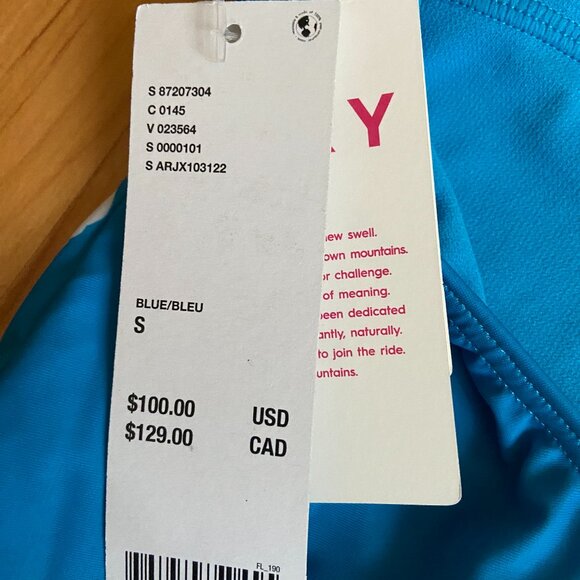 S 87207304
C 0145
V 023564
S 0000101
S ARJX103122
BLUE/BLEU
S
$100.00 USD
$129.00 CAD
FL_190
Y
new swell.
own mountains.
or challenge.
of meaning.
been dedicated
antly, naturally.
to join the ride.
untains.